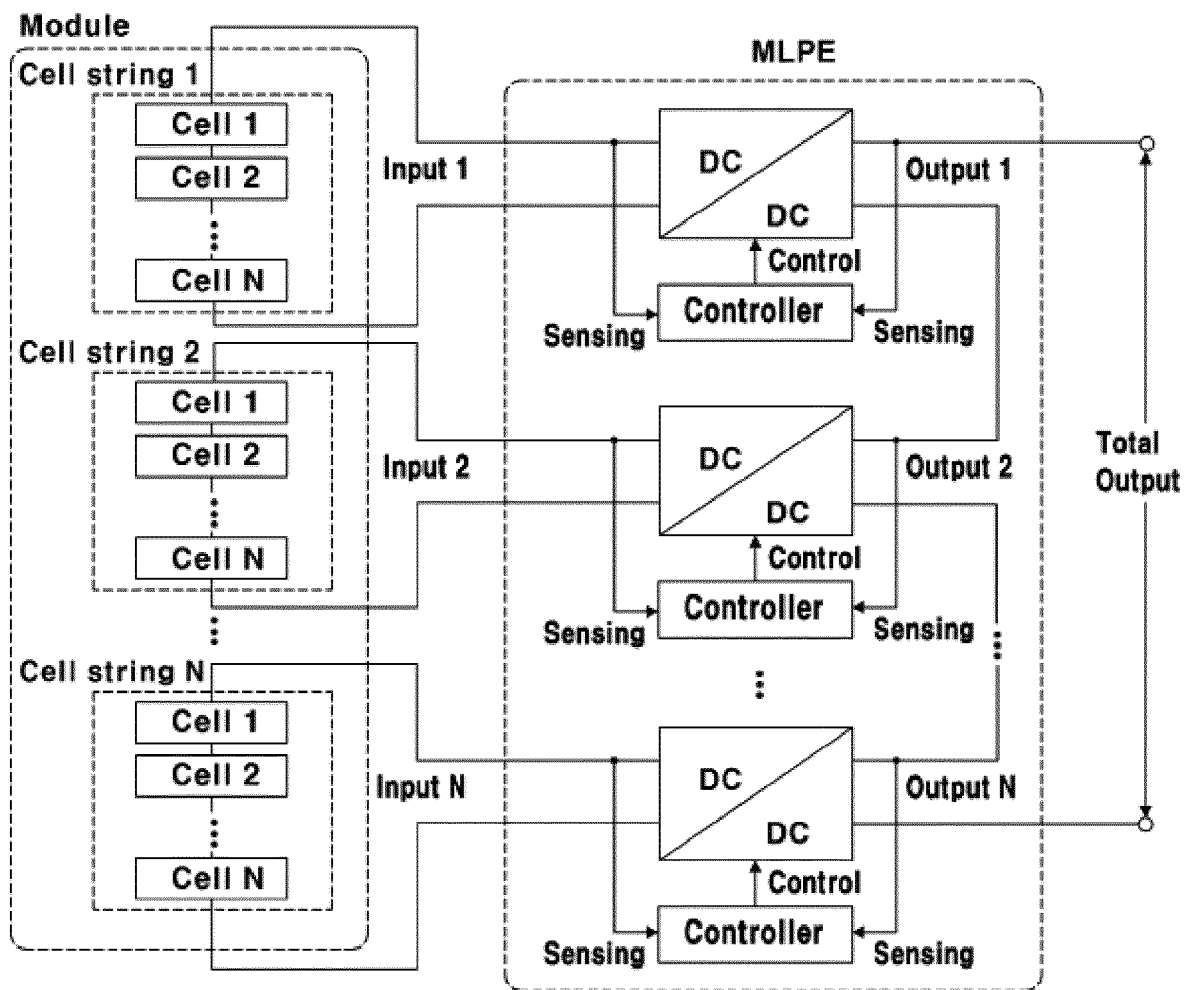 Module
MLPE
Cell string 1
Cell 1
Cell 2
Cell N
Input 1
DC
DC
Output 1
Control
Controller
Sensing
Sensing
Cell string 2
Cell 1
Cell 2
Cell N
Input 2
DC
DC
Output 2
Control
Controller
Sensing
Sensing
Total
Output
Cell string N
Cell 1
Cell 2
Cell N
Input N
DC
DC
Output N
Control
Controller
Sensing
Sensing